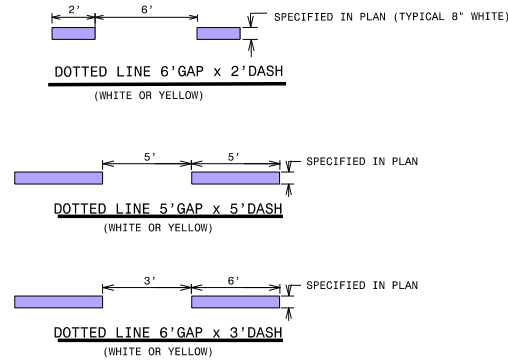 2' 6' SPECIFIED IN PLAN (TYPICAL 8" WHITE)
DOTTED LINE 6'GAP x 2'DASH
(WHITE OR YELLOW)
5' 5' SPECIFIED IN PLAN
DOTTED LINE 5'GAP x 5'DASH
(WHITE OR YELLOW)
3' 6' SPECIFIED IN PLAN
DOTTED LINE 6'GAP x 3'DASH
(WHITE OR YELLOW)